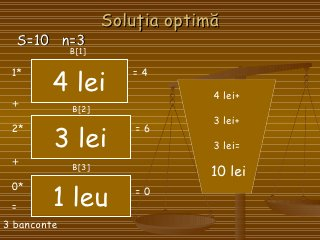 Soluția optimă
S=10 n=3
B[1]
1* 4 lei = 4
+
B[2]
2* 3 lei = 6
+
B[3]
0* 1 leu = 0
=
3 banconte
4 lei+
3 lei+
3 lei=
10 lei